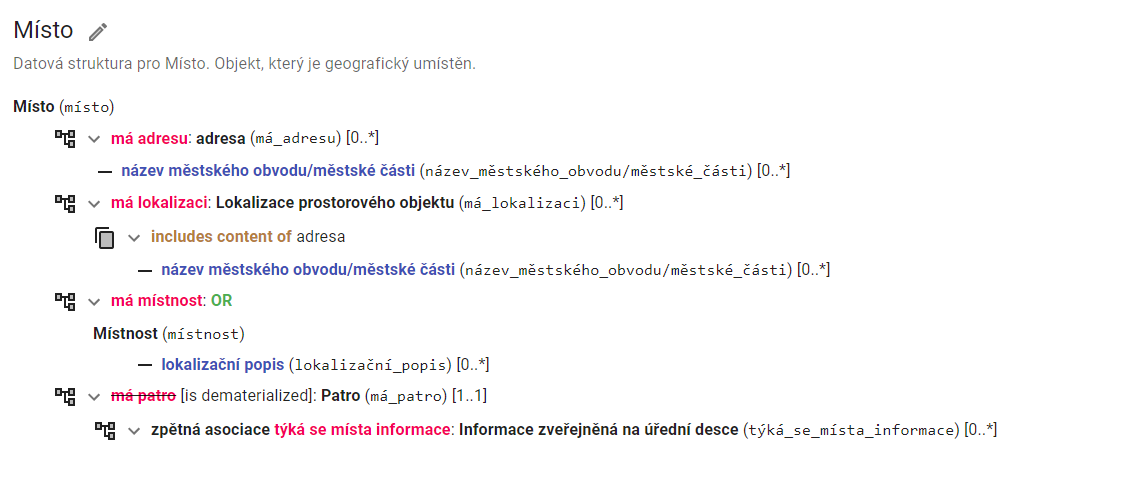 Místo
Datová struktura pro Místo. Objekt, který je geografický umístěn.
Místo (místo)
má adresu: adresa (má_adresu) [0..*]
název městského obvodu/městské části (název_městského_obvodu/městské_části) [0..*]
má lokalizaci: Lokalizace prostorového objektu (má_lokalizaci) [0..*]
includes content of adresa
název městského obvodu/městské části (název_městského_obvodu/městské_části) [0..*]
má místnost: OR
Místnost (místnost)
lokalizační popis (lokalizační_popis) [0..*]
má patro [is dematerialized]: Patro (má_patro) [1..1]
zpětná asociace týká se místa informace: Informace zveřejněná na úřední desce (týká_se_místa_informace) [0..*]